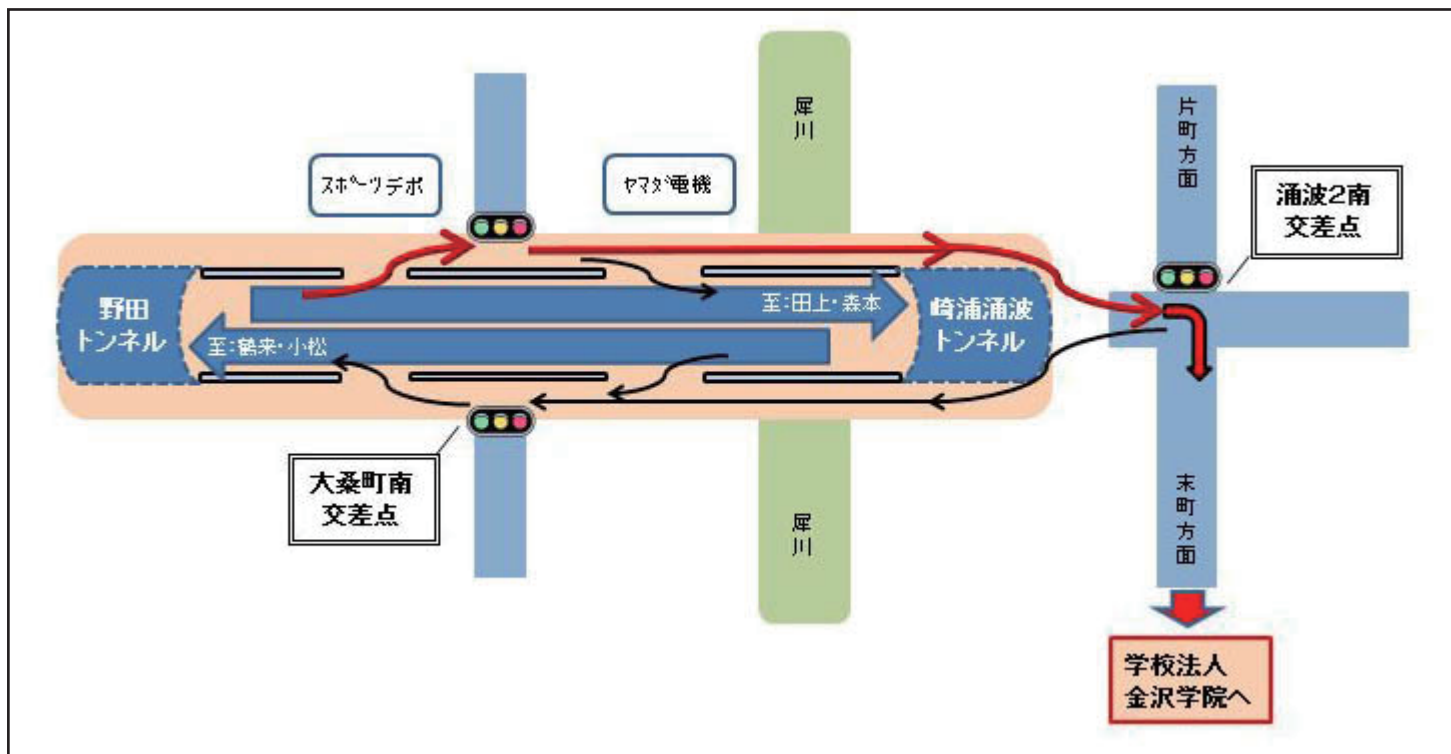 犀川
片町方面
スポーツデポ
ヤマダ電機
涌波2南
交差点
野田
トンネル
至:田上・森本
至:鶴来・小松
崎浦涌波
トンネル
大桑町南
交差点
犀川
末町方面
学校法人
金沢学院へ